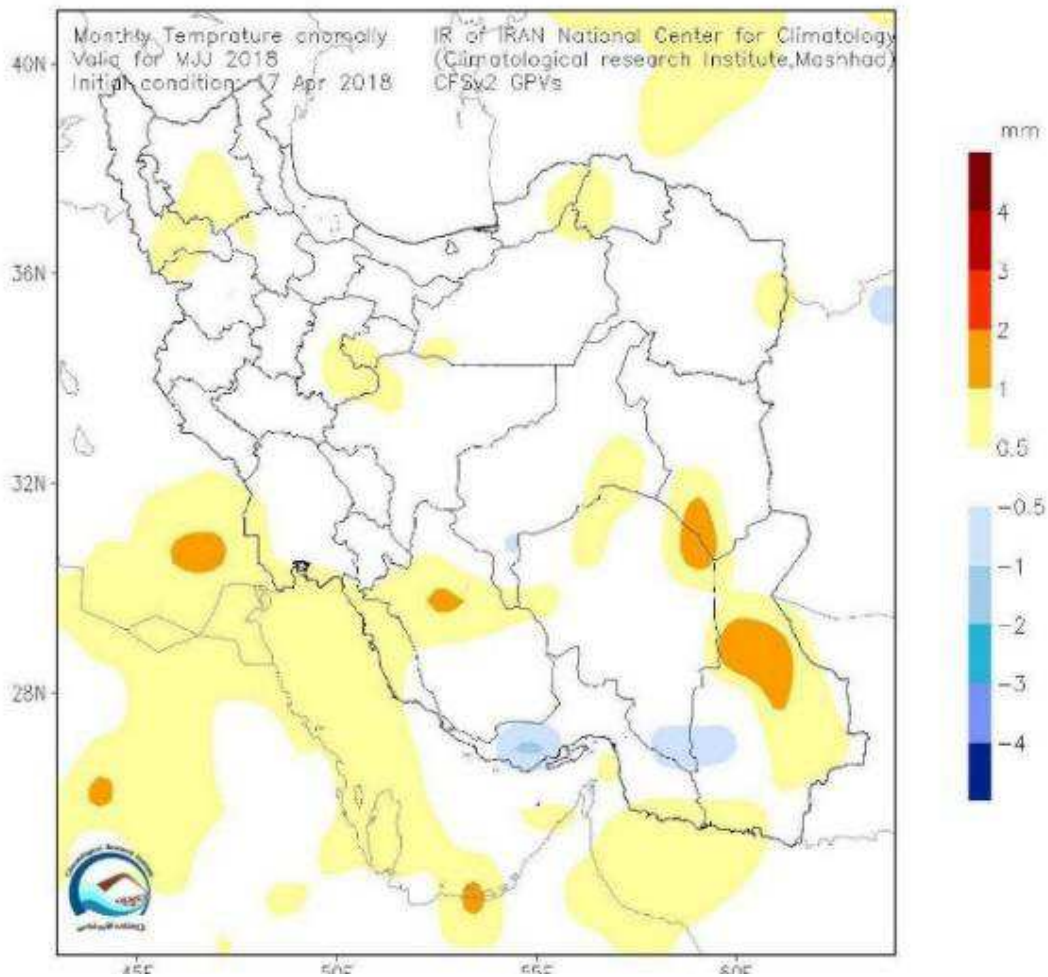 Monthly Temprature anomally
Valid for MJJ 2018
Initial condition: 17 Apr 2018
IR of IRAN National Center for Climatology
(Climatological research Institute,Mashhad)
CFSv2 GPVs
40N
36N
32N
28N
45E
50E
55E
60E
mm
4
3
2
1
0.5
-0.5
-1
-2
-3
-4